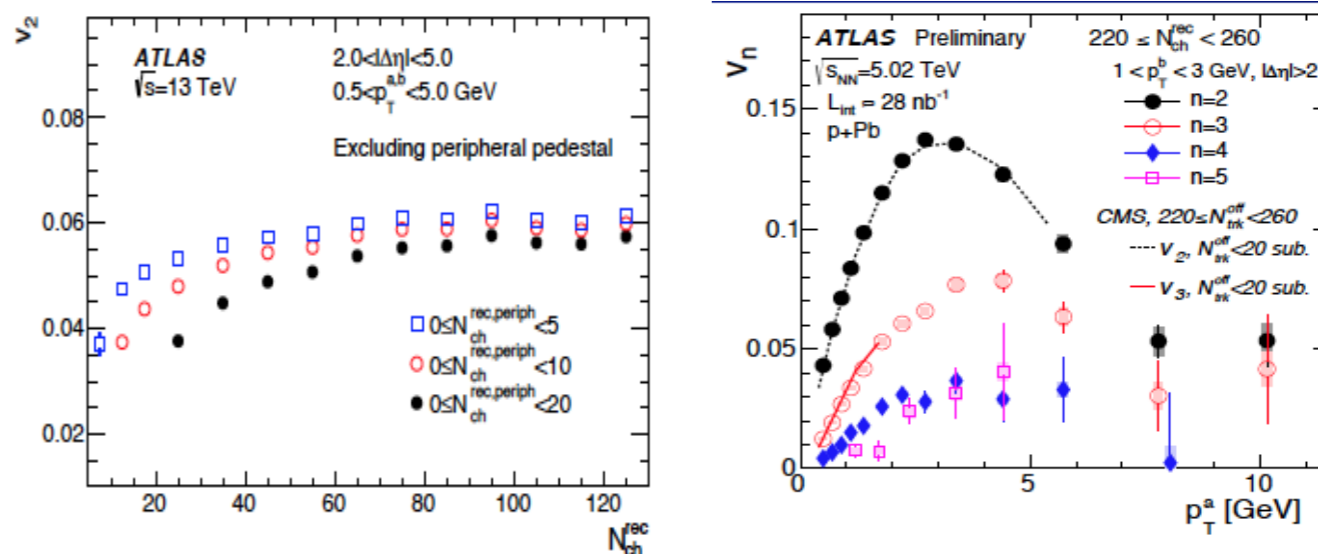 v2
ATLAS
√s=13 TeV
2.0<|Δη|<5.0
0.5<p_T^{a,b}<5.0 GeV
Excluding peripheral pedestal
0.08
0.06
0.04
0.02
0≤N_ch^{rec,periph}<5
0≤N_ch^{rec,periph}<10
0≤N_ch^{rec,periph}<20
20 40 60 80 100 120
N_ch^{rec}
v_n
ATLAS Preliminary
220 ≤ N_ch^{rec} < 260
√s_NN=5.02 TeV
1 < p_T^b < 3 GeV, |Δη|>2
L_int = 28 nb^-1
p+Pb
n=2
n=3
n=4
n=5
CMS, 220≤N_trk^{off}<260
v_2, N_trk^{off}<20 sub.
v_3, N_trk^{off}<20 sub.
0.15
0.1
0.05
0
0 5 10
p_T^a [GeV]